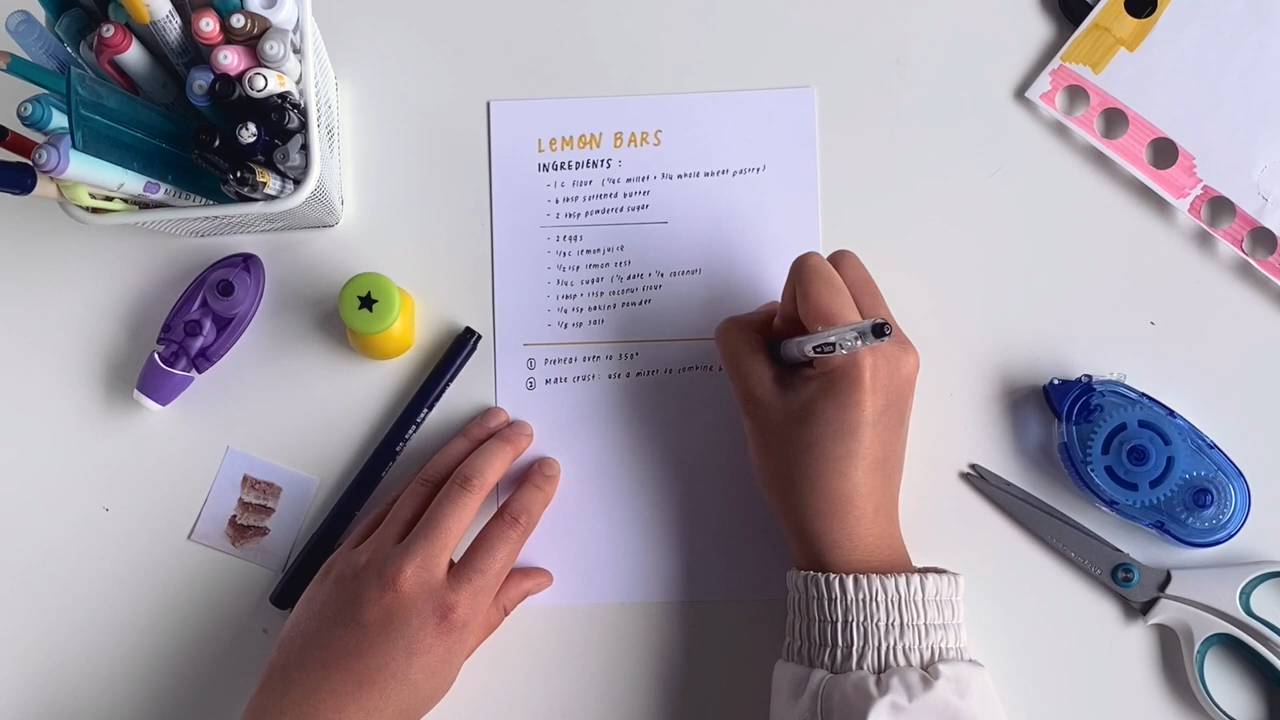 LEMON BARS
INGREDIENTS :
- 1 c flour (1/4c millet + 3/4 whole wheat pastry)
- 6 tbsp softened butter
- 2 tbsp powdered sugar
- 2 eggs
- 1/3c lemon juice
- 1/2 tsp lemon zest
- 3/4c sugar (1/2 date + 1/4 coconut)
- 1 tbsp + 1 tsp coconut flour
- 1/4 tsp baking powder
- 1/8 tsp salt
① Preheat oven to 350°
② Make crust: use a mixer to combine
MILDLI